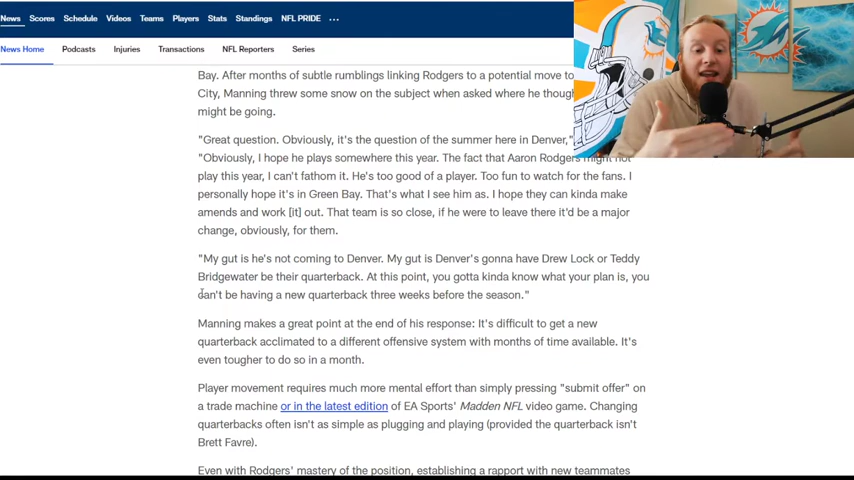 News Scores Schedule Videos Teams Players Stats Standings NFL PRIDE ...
News Home Podcasts Injuries Transactions NFL Reporters Series
Bay. After months of subtle rumblings linking Rodgers to a potential move to
City, Manning threw some snow on the subject when asked where he thoug
might be going.
"Great question. Obviously, it's the question of the summer here in Denver,"
"Obviously, I hope he plays somewhere this year. The fact that Aaron Rodgers might not
play this year, I can't fathom it. He's too good of a player. Too fun to watch for the fans. I
personally hope it's in Green Bay. That's what I see him as. I hope they can kinda make
amends and work [it] out. That team is so close, if he were to leave there it'd be a major
change, obviously, for them.
"My gut is he's not coming to Denver. My gut is Denver's gonna have Drew Lock or Teddy
Bridgewater be their quarterback. At this point, you gotta kinda know what your plan is, you
can't be having a new quarterback three weeks before the season."
Manning makes a great point at the end of his response: It's difficult to get a new
quarterback acclimated to a different offensive system with months of time available. It's
even tougher to do so in a month.
Player movement requires much more mental effort than simply pressing "submit offer" on
a trade machine or in the latest edition of EA Sports' Madden NFL video game. Changing
quarterbacks often isn't as simple as plugging and playing (provided the quarterback isn't
Brett Favre).
Even with Rodgers' mastery of the position, establishing a rapport with new teammates